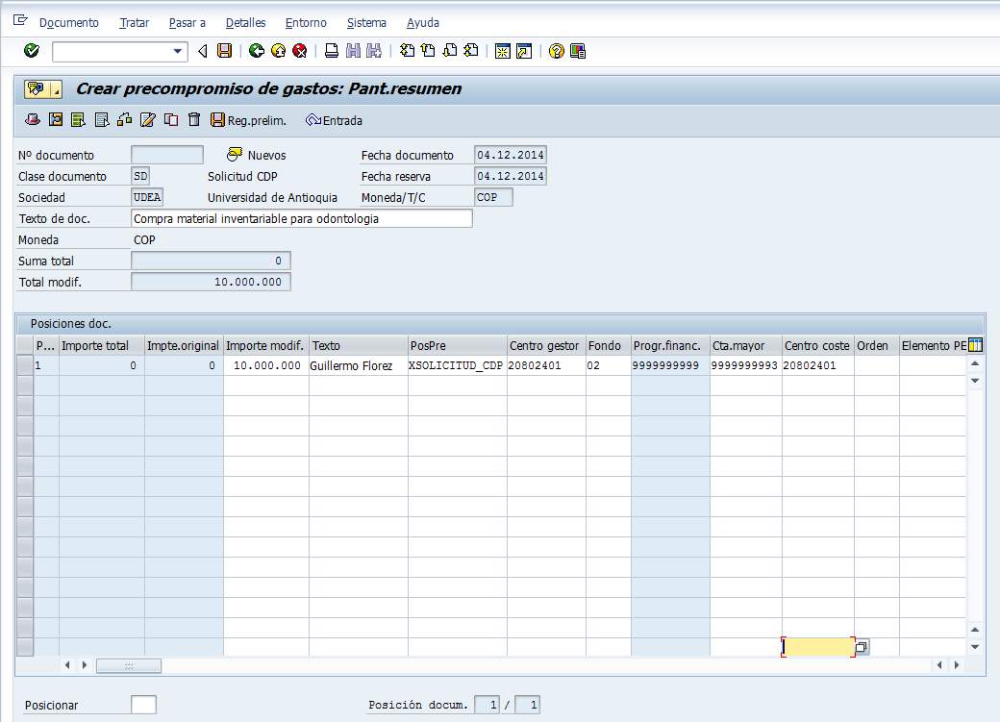 Documento Tratar Pasar a Detalles Entorno Sistema Ayuda
Crear precompromiso de gastos: Pant.resumen
Reg.prelim. Entrada
Nº documento Nuevos Fecha documento 04.12.2014
Clase documento SD Solicitud CDP Fecha reserva 04.12.2014
Sociedad UDEA Universidad de Antioquia Moneda/T/C COP
Texto de doc. Compra material inventariable para odontologia
Moneda COP
Suma total 0
Total modif. 10.000.000
Posiciones doc.
P... Importe total Impte.original Importe modif. Texto PosPre Centro gestor Fondo Progr.financ. Cta.mayor Centro coste Orden Elemento PE
1 0 0 10.000.000 Guillermo Florez XSOLICITUD_CDP 20802401 02 9999999999 9999999993 20802401
Posicionar Posición docum. 1 / 1